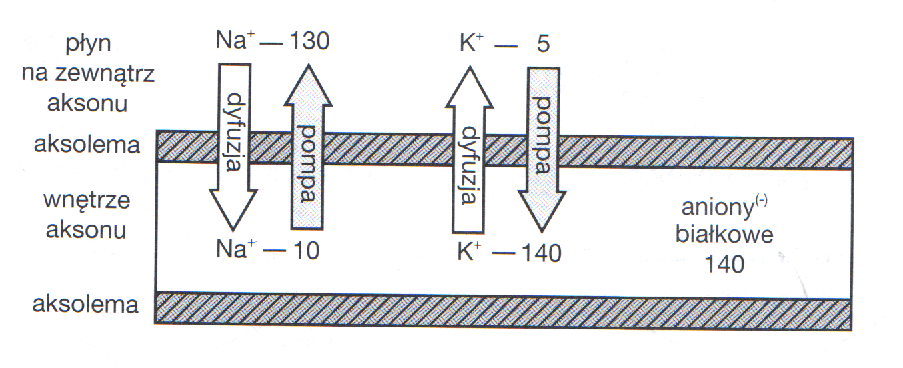 płyn
na zewnątrz
aksonu
Na+ — 130
K+ — 5
dyfuzja
pompa
dyfuzja
pompa
aksolema
wnętrze
aksonu
Na+ — 10
K+ — 140
aniony(-)
białkowe
140
aksolema